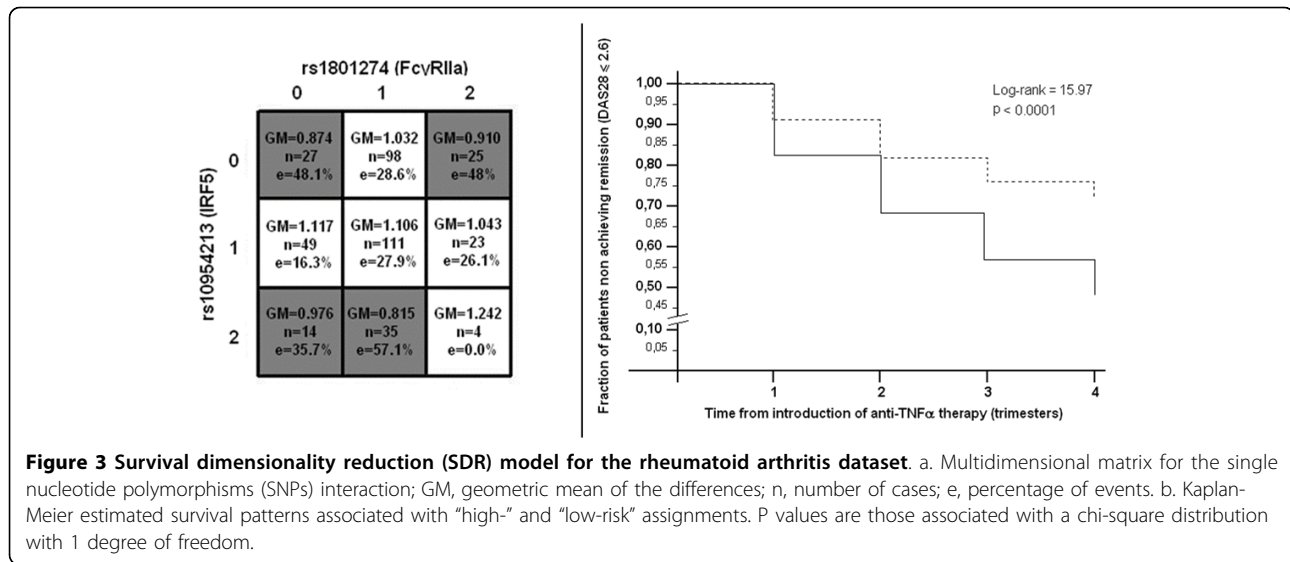 rs1801274 (FcγRIIa)
0 1 2
rs10954213 (IRF5)
0
GM=0.874
n=27
e=48.1%
GM=1.032
n=98
e=28.6%
GM=0.910
n=25
e=48%
1
GM=1.117
n=49
e=16.3%
GM=1.106
n=111
e=27.9%
GM=1.043
n=23
e=26.1%
2
GM=0.976
n=14
e=35.7%
GM=0.815
n=35
e=57.1%
GM=1.242
n=4
e=0.0%
Fraction of patients non achieving remission (DAS28 ⩽ 2.6)
1,00
0,95
0,90
0,85
0,80
0,75
0,70
0,65
0,60
0,55
0,50
0,45
0,10
0,05
Log-rank = 15.97
p < 0.0001
1 2 3 4
Time from introduction of anti-TNFα therapy (trimesters)
Figure 3 Survival dimensionality reduction (SDR) model for the rheumatoid arthritis dataset. a. Multidimensional matrix for the single
nucleotide polymorphisms (SNPs) interaction; GM, geometric mean of the differences; n, number of cases; e, percentage of events. b. Kaplan-
Meier estimated survival patterns associated with “high-” and “low-risk” assignments. P values are those associated with a chi-square distribution
with 1 degree of freedom.